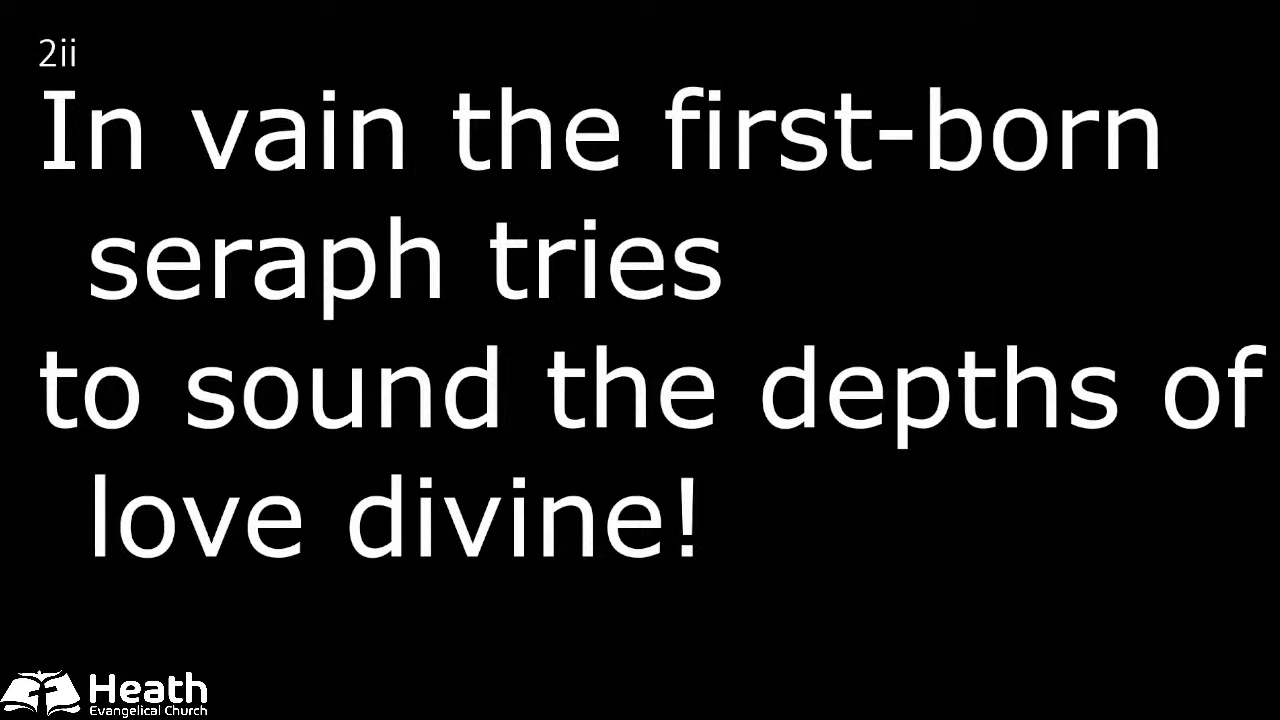 2ii
In vain the first-born
seraph tries
to sound the depths of
love divine!
Heath
Evangelical Church